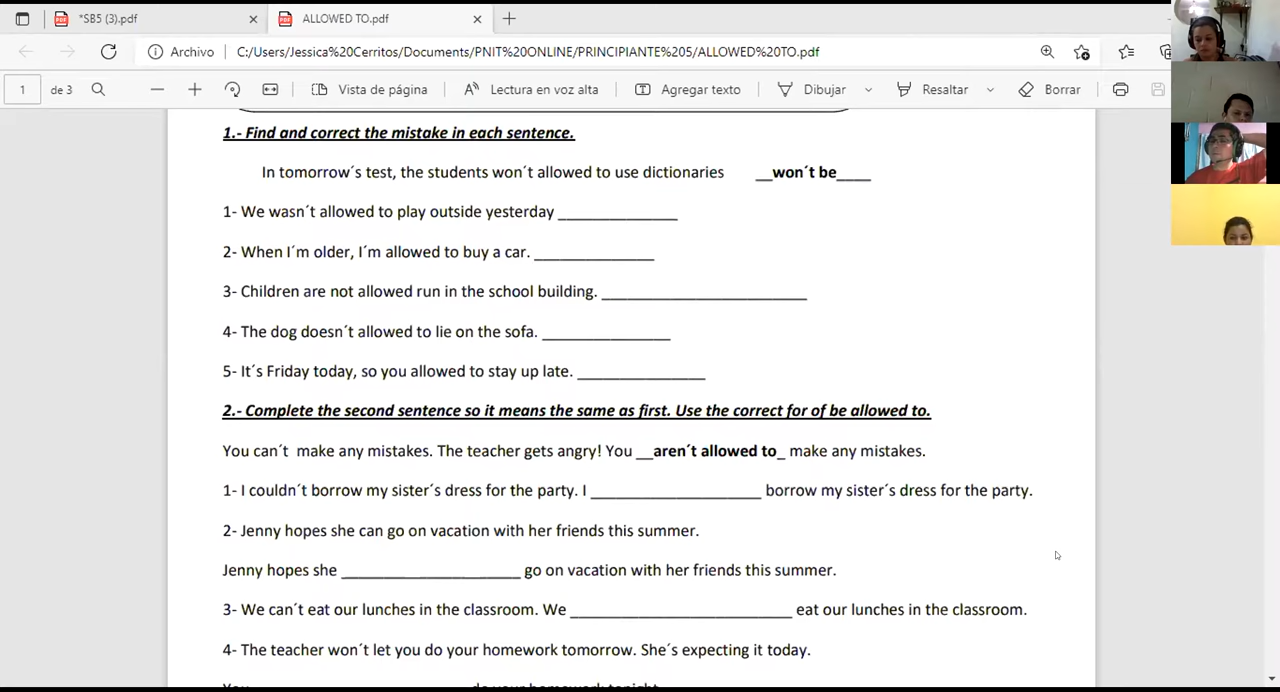 *SB5 (3).pdf
ALLOWED TO.pdf
Archivo C:/Users/Jessica%20Cerritos/Documents/PNIT%20ONLINE/PRINCIPIANTE%205/ALLOWED%20TO.pdf
1 de 3 Vista de página Lectura en voz alta Agregar texto Dibujar Resaltar Borrar
1.- Find and correct the mistake in each sentence.
In tomorrow´s test, the students won´t allowed to use dictionaries __won´t be____
1- We wasn´t allowed to play outside yesterday _______________
2- When I´m older, I´m allowed to buy a car. _______________
3- Children are not allowed run in the school building. __________________________
4- The dog doesn´t allowed to lie on the sofa. ________________
5- It´s Friday today, so you allowed to stay up late. ________________
2.- Complete the second sentence so it means the same as first. Use the correct for of be allowed to.
You can´t make any mistakes. The teacher gets angry! You __aren´t allowed to_ make any mistakes.
1- I couldn´t borrow my sister´s dress for the party. I _____________________ borrow my sister´s dress for the party.
2- Jenny hopes she can go on vacation with her friends this summer.
Jenny hopes she ______________________ go on vacation with her friends this summer.
3- We can´t eat our lunches in the classroom. We ___________________________ eat our lunches in the classroom.
4- The teacher won´t let you do your homework tomorrow. She´s expecting it today.
You ___________________________ do your homework tonight